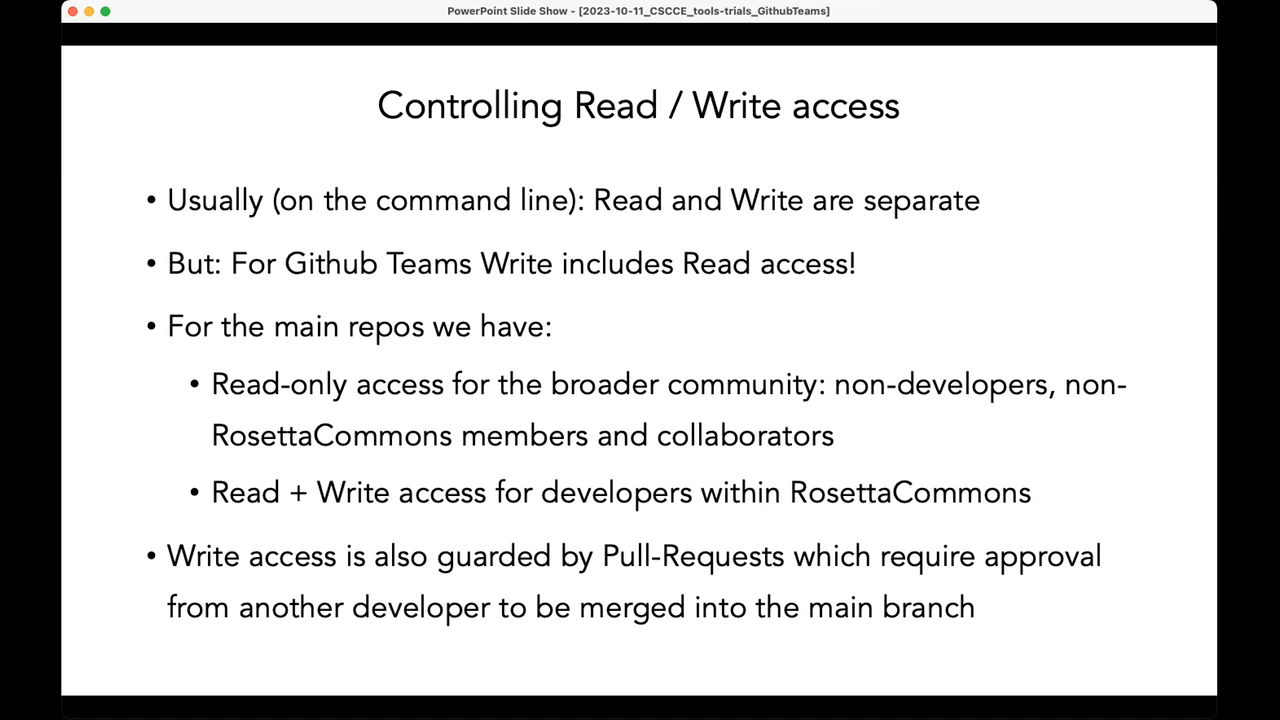 PowerPoint Slide Show - [2023-10-11_CSCCE_tools-trials_GithubTeams]
Controlling Read / Write access
• Usually (on the command line): Read and Write are separate
• But: For Github Teams Write includes Read access!
• For the main repos we have:
• Read-only access for the broader community: non-developers, non-
RosettaCommons members and collaborators
• Read + Write access for developers within RosettaCommons
• Write access is also guarded by Pull-Requests which require approval
from another developer to be merged into the main branch